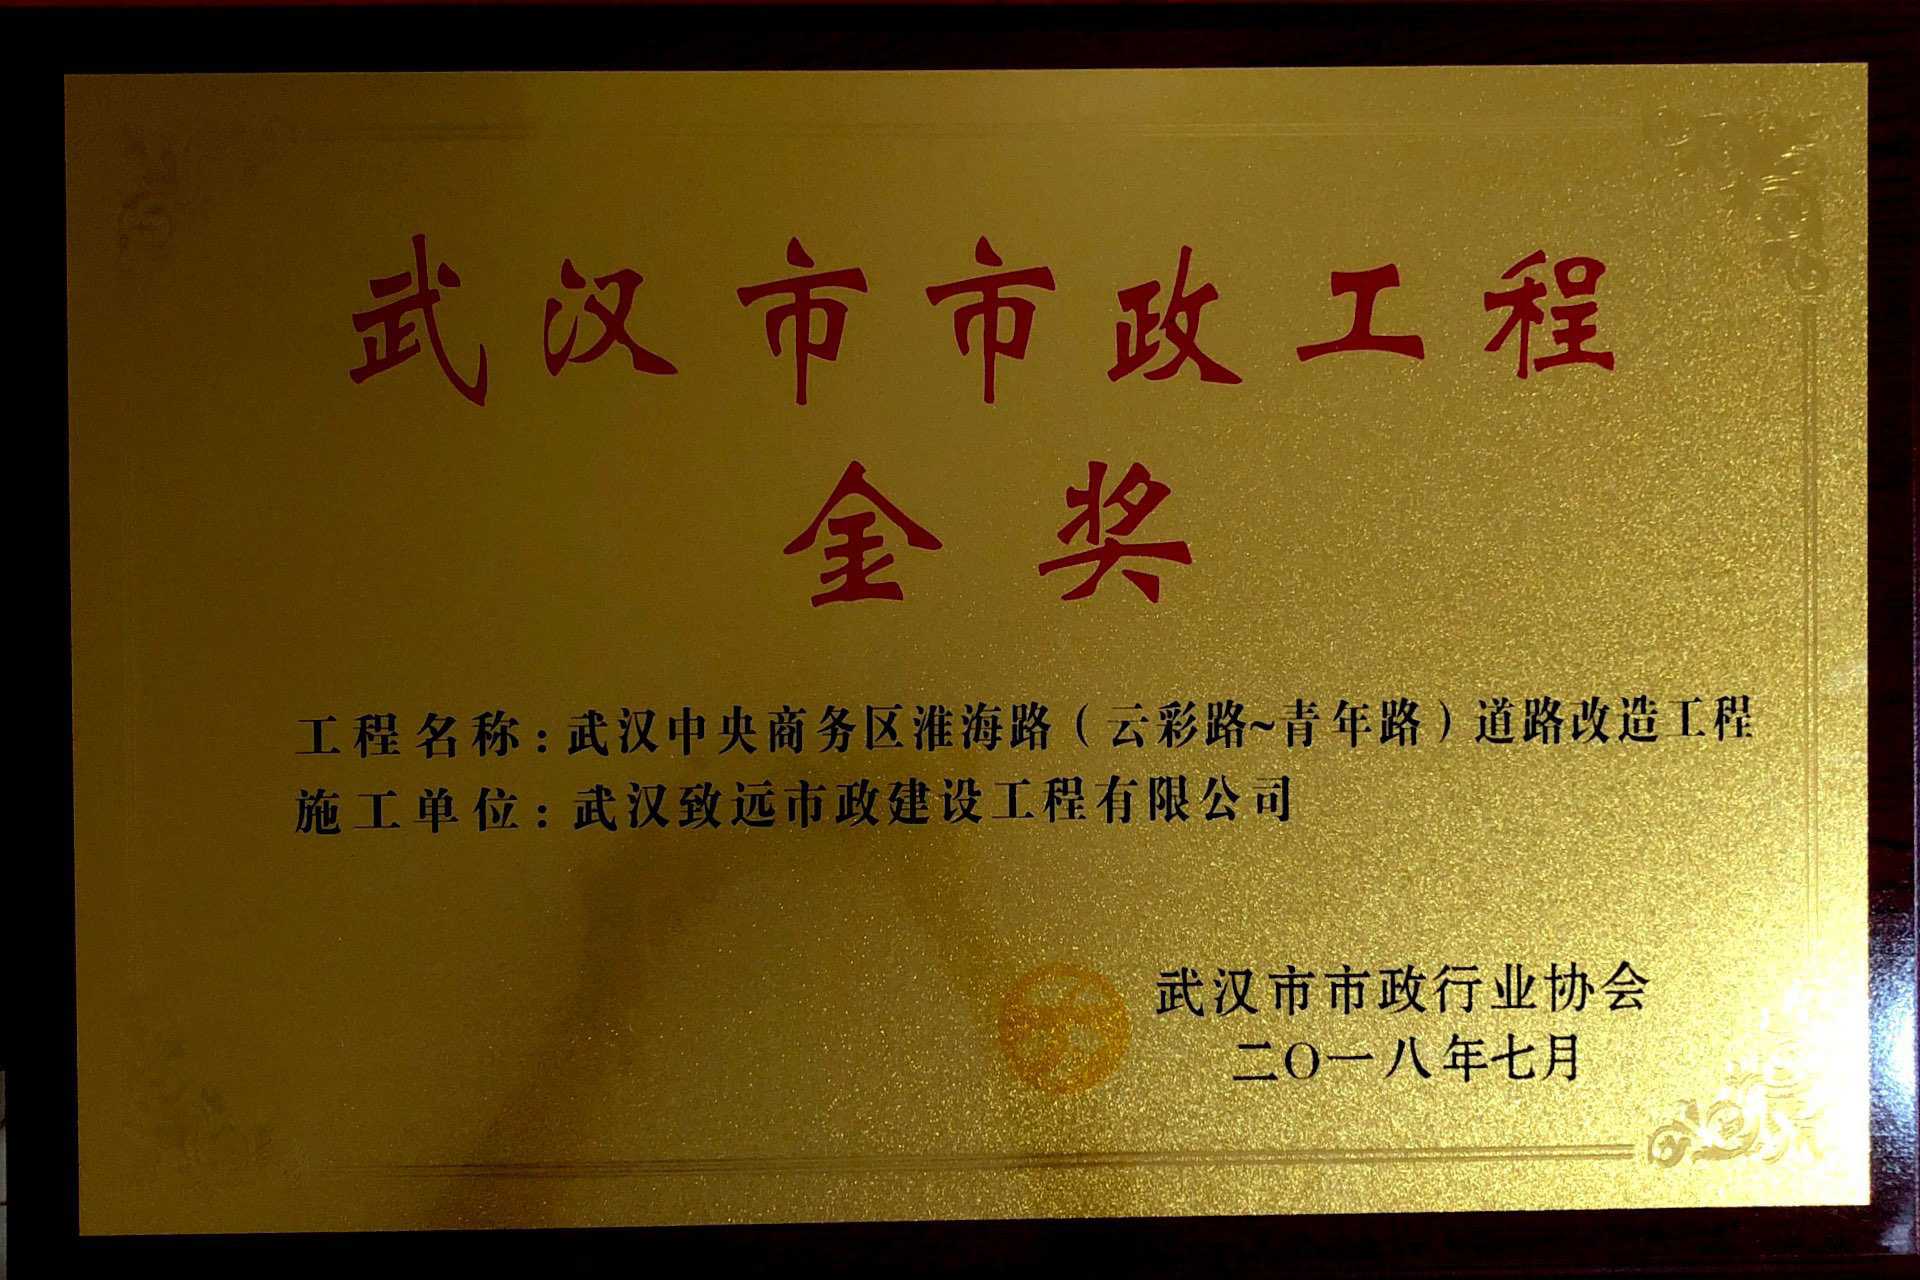 武汉市市政工程
金奖
工程名称：武汉中央商务区淮海路（云彩路~青年路）道路改造工程
施工单位：武汉致远市政建设工程有限公司
武汉市市政行业协会
二〇一八年七月